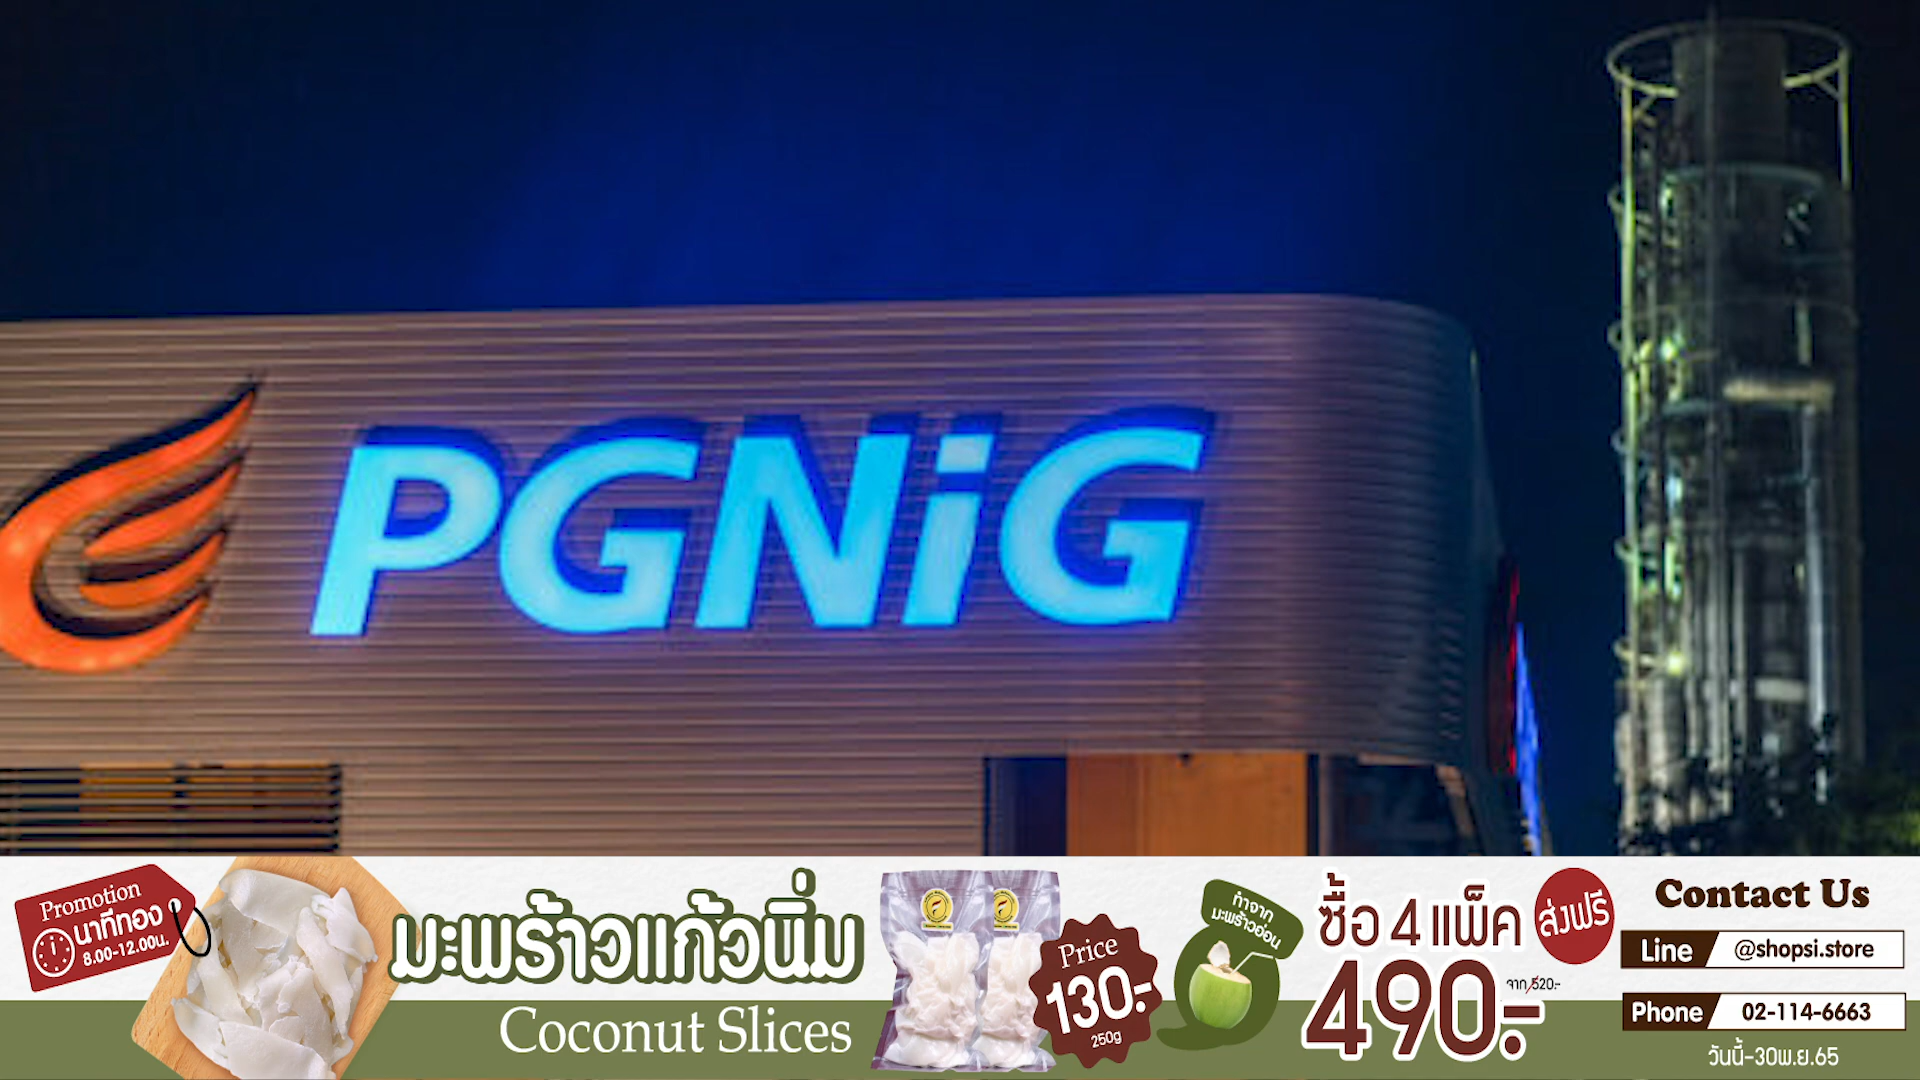 PGNiG
Promotion
นาทีทอง
8.00-12.00น.
มะพร้าวแก้วนิ่ม
Coconut Slices
Price
130.-
250g
ทำจาก
มะพร้าวอ่อน
ซื้อ 4 แพ็ค
ส่งฟรี
490.-
จาก 520.-
Contact Us
Line @shopsi.store
Phone 02-114-6663
วันนี้-30พ.ย.65